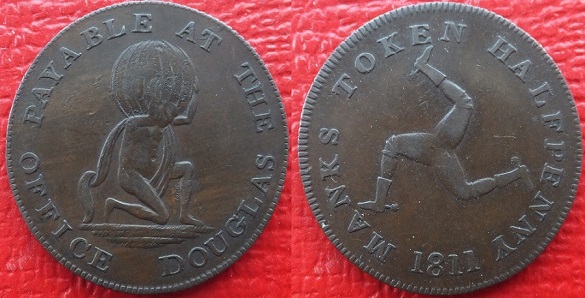 PAYABLE AT THE
OFFICE DOUGLAS
MANKS TOKEN HALFPENNY
1811